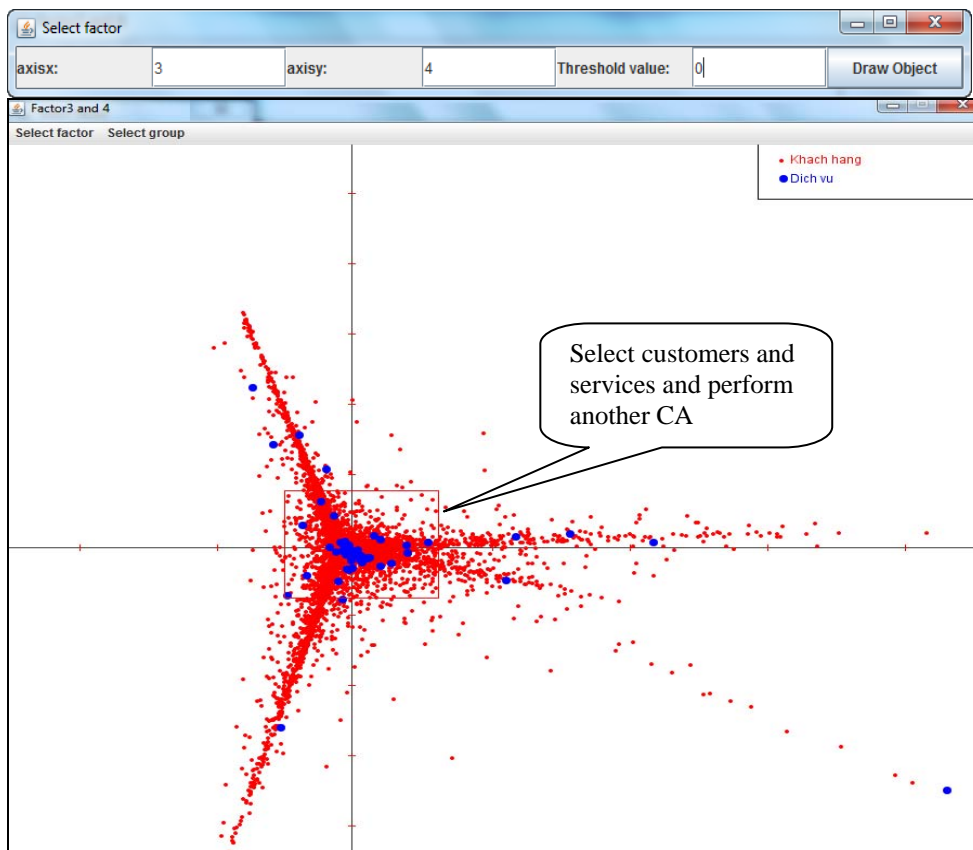 Select factor
axisx: 3 axisy: 4 Threshold value: 0 Draw Object
Factor3 and 4
Select factor Select group
Khach hang
Dich vu
Select customers and
services and perform
another CA